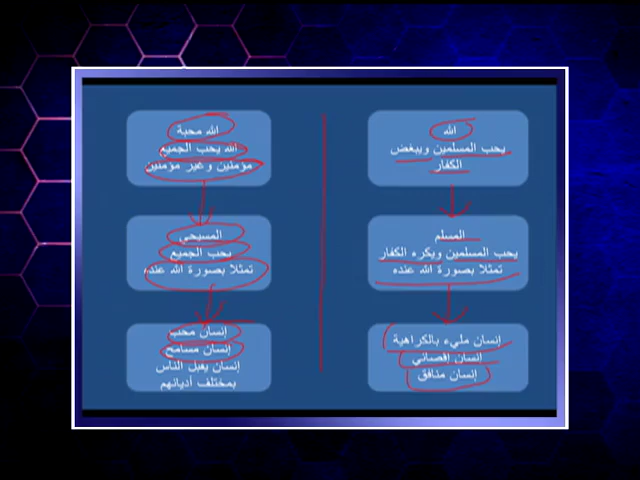 الله
يحب المسلمين ويبغض
الكفار
المسلم
يحب المسلمين ويكره الكفار
تمثلا بصورة الله عنده
إنسان مليء بالكراهية
إنسان إقصائي
إنسان منافق
الله محبة
الله يحب الجميع
مؤمنين وغير مؤمنين
المسيحي
يحب الجميع
تمثلا بصورة الله عنده
إنسان محب
إنسان مسامح
إنسان يقبل الناس
بمختلف أديانهم